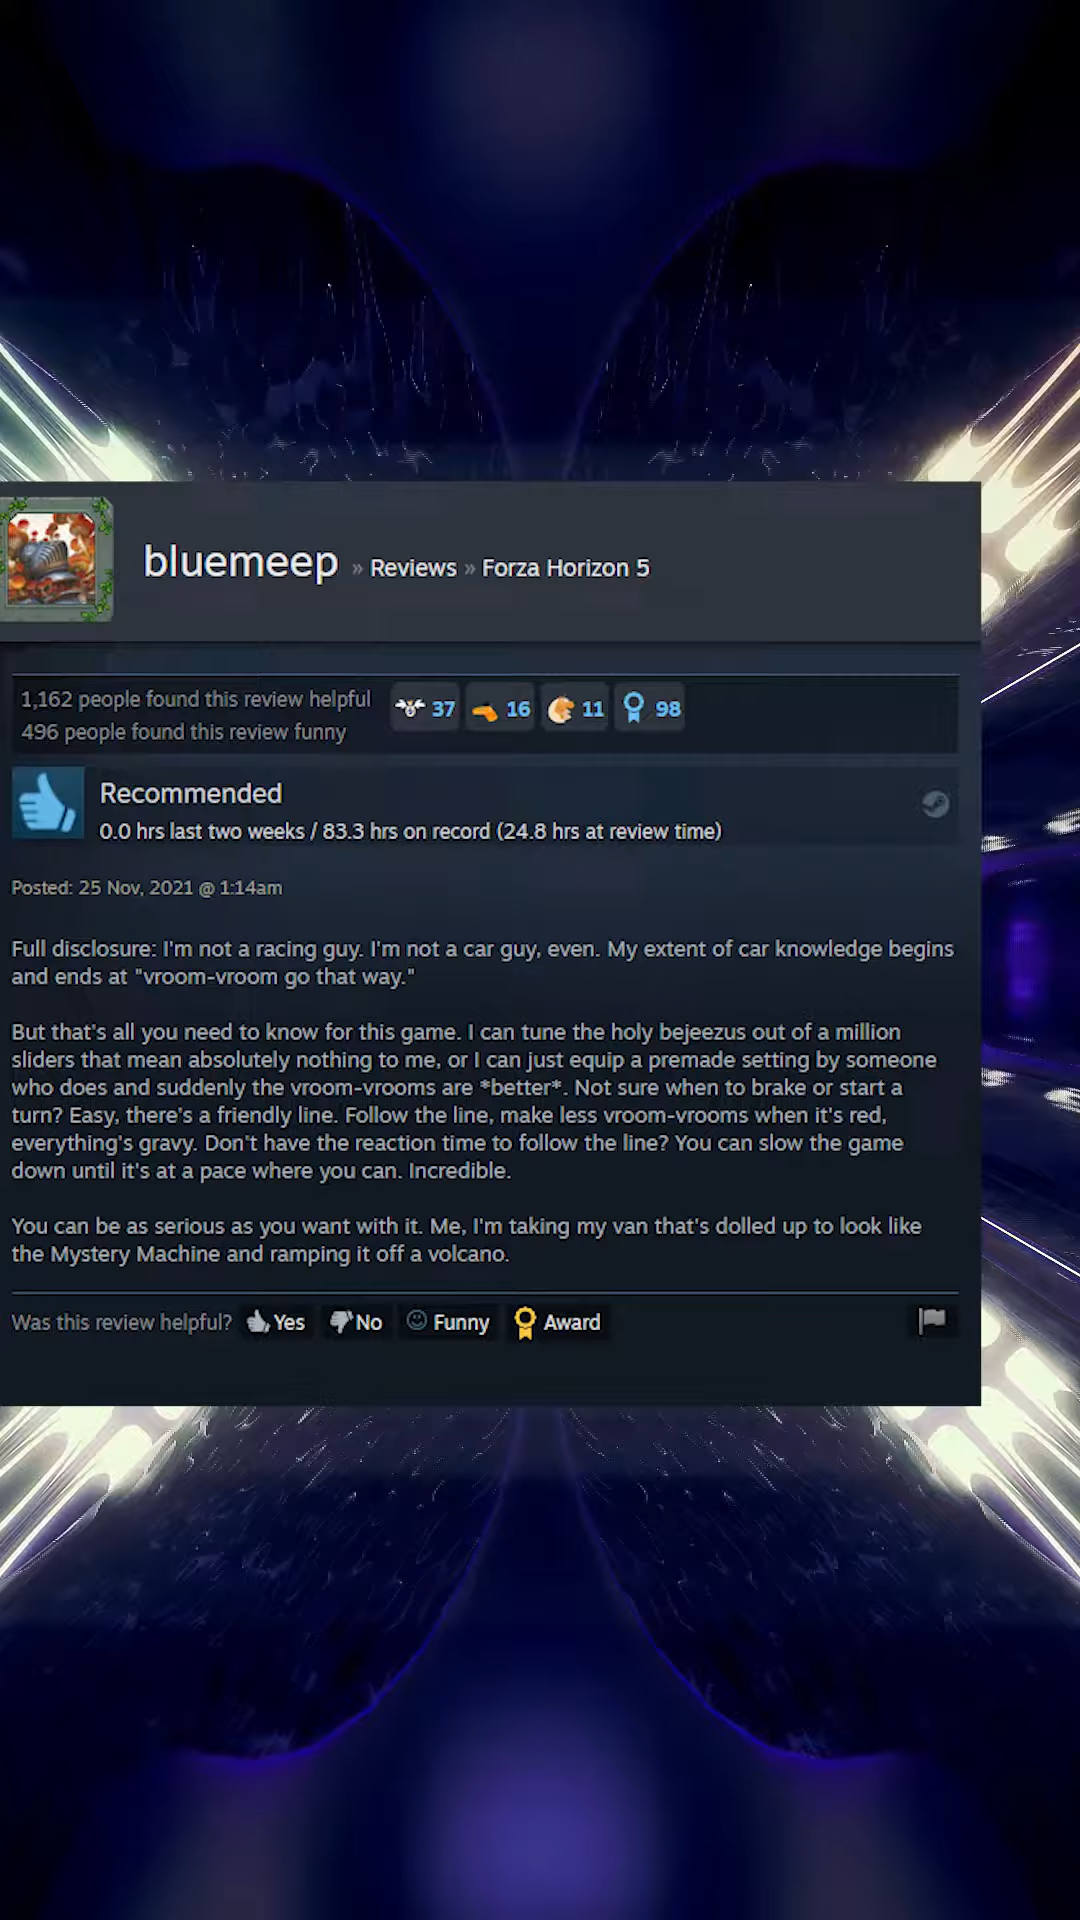 bluemeep » Reviews » Forza Horizon 5
1,162 people found this review helpful
496 people found this review funny
37 16 11 98
Recommended
0.0 hrs last two weeks / 83.3 hrs on record (24.8 hrs at review time)
Posted: 25 Nov, 2021 @ 1:14am
Full disclosure: I'm not a racing guy. I'm not a car guy, even. My extent of car knowledge begins
and ends at "vroom-vroom go that way."
But that's all you need to know for this game. I can tune the holy bejeezus out of a million
sliders that mean absolutely nothing to me, or I can just equip a premade setting by someone
who does and suddenly the vroom-vrooms are *better*. Not sure when to brake or start a
turn? Easy, there's a friendly line. Follow the line, make less vroom-vrooms when it's red,
everything's gravy. Don't have the reaction time to follow the line? You can slow the game
down until it's at a pace where you can. Incredible.
You can be as serious as you want with it. Me, I'm taking my van that's dolled up to look like
the Mystery Machine and ramping it off a volcano.
Was this review helpful? Yes No Funny Award